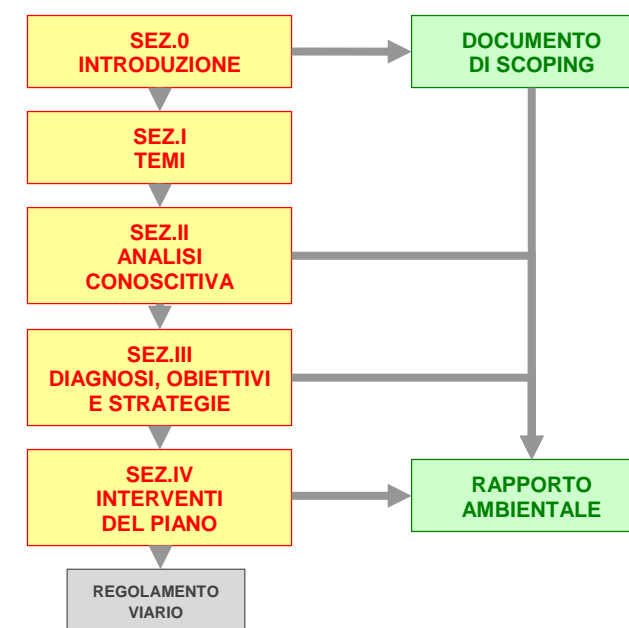 SEZ.0
INTRODUZIONE
DOCUMENTO
DI SCOPING
SEZ.I
TEMI
SEZ.II
ANALISI
CONOSCITIVA
SEZ.III
DIAGNOSI, OBIETTIVI
E STRATEGIE
SEZ.IV
INTERVENTI
DEL PIANO
RAPPORTO
AMBIENTALE
REGOLAMENTO
VIARIO